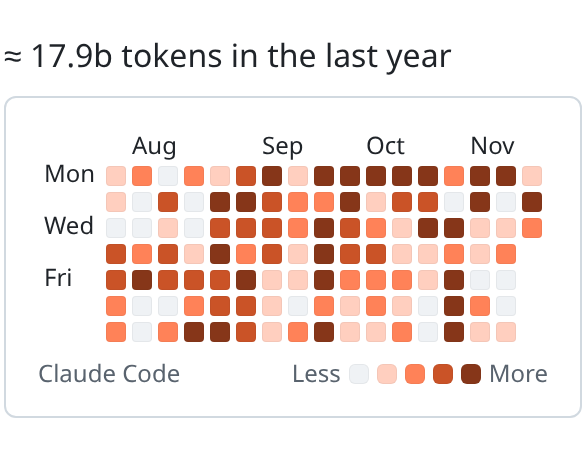 ≈ 17.9b tokens in the last year
Aug Sep Oct Nov
Mon
Wed
Fri
Claude Code Less More